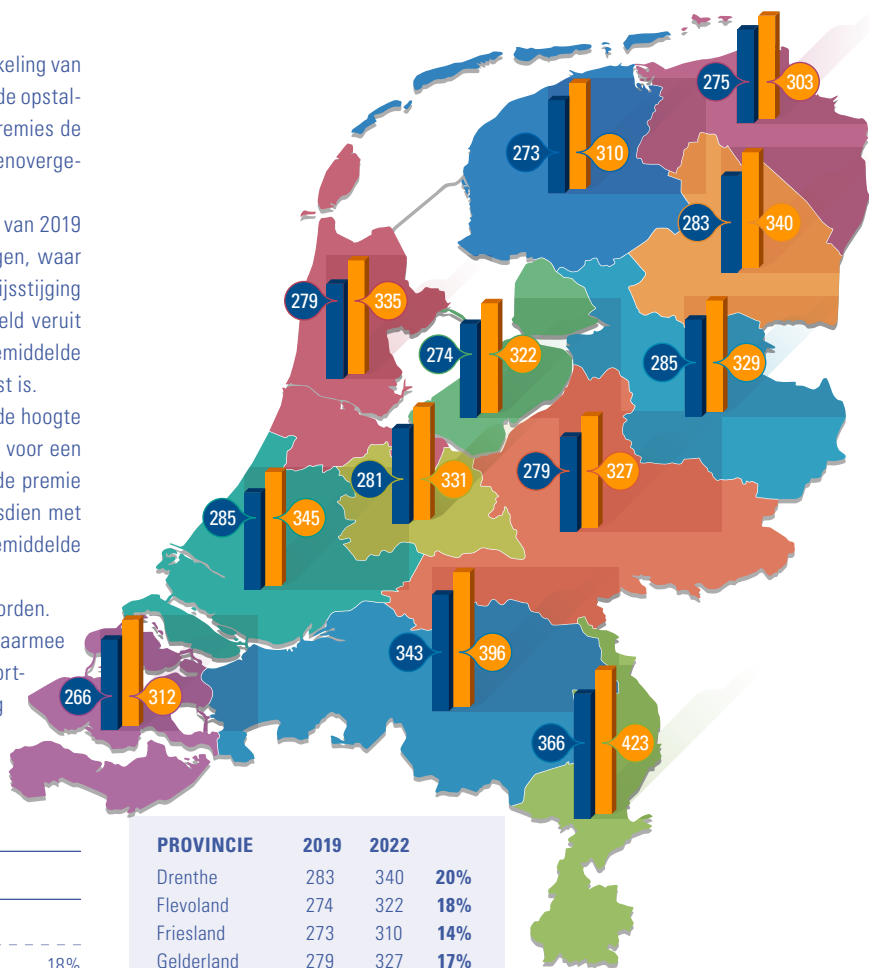 keling van
de opstal-
remies de
enoverge-
van 2019
gen, waar
ijsstijging
eld veruit
emiddelde
st is.
de hoogte
voor een
de premie
sdien met
emiddelde
orden.
aarmee
ort-
g
275 303
273 310
283 340
279 335
274 322
285 329
281 331
279 327
285 345
343 396
266 312
366 423
PROVINCIE 2019 2022
Drenthe 283 340 20%
Flevoland 274 322 18%
Friesland 273 310 14%
Gelderland 279 327 17%
18%